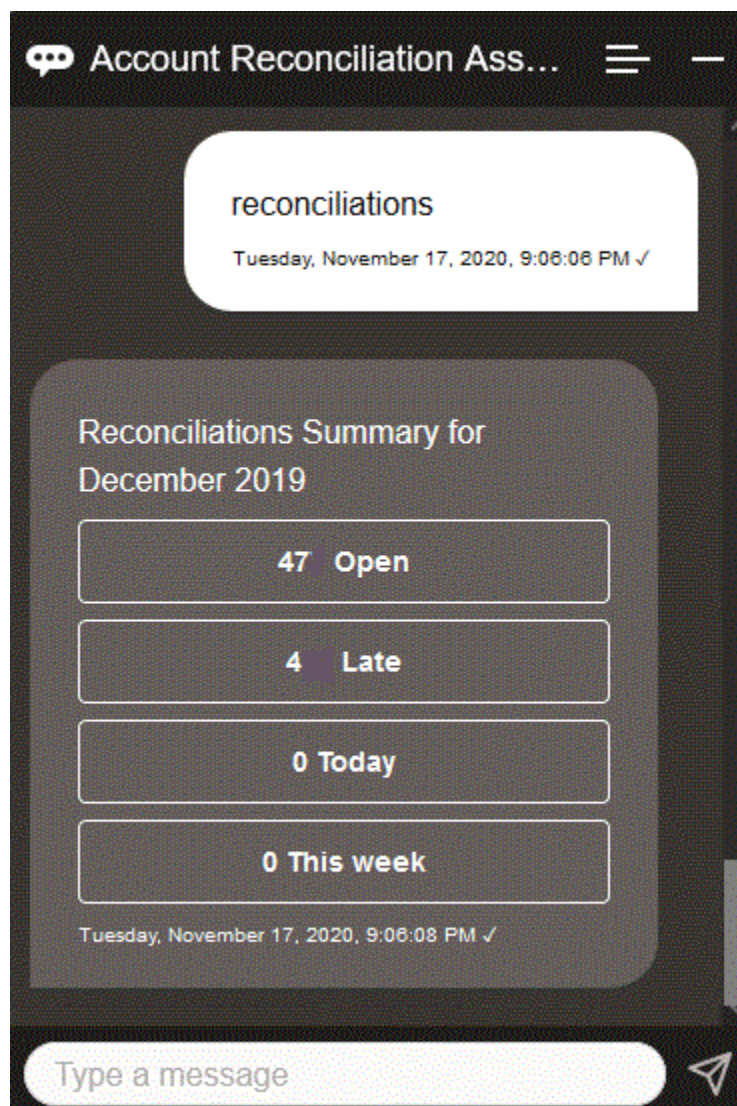 Account Reconciliation Ass...
reconciliations
Tuesday, November 17, 2020, 9:06:06 PM ✓
Reconciliations Summary for
December 2019
47 Open
4 Late
0 Today
0 This week
Tuesday, November 17, 2020, 9:06:08 PM ✓
Type a message